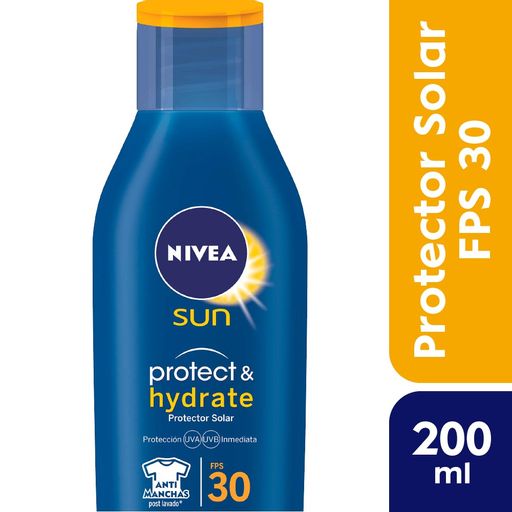 NIVEA
sun
protect &
hydrate
Protector Solar
Protección UVA UVB Inmediata
ANTI
MANCHAS
post lavado*
FPS
30
Protector Solar
FPS 30
200
ml